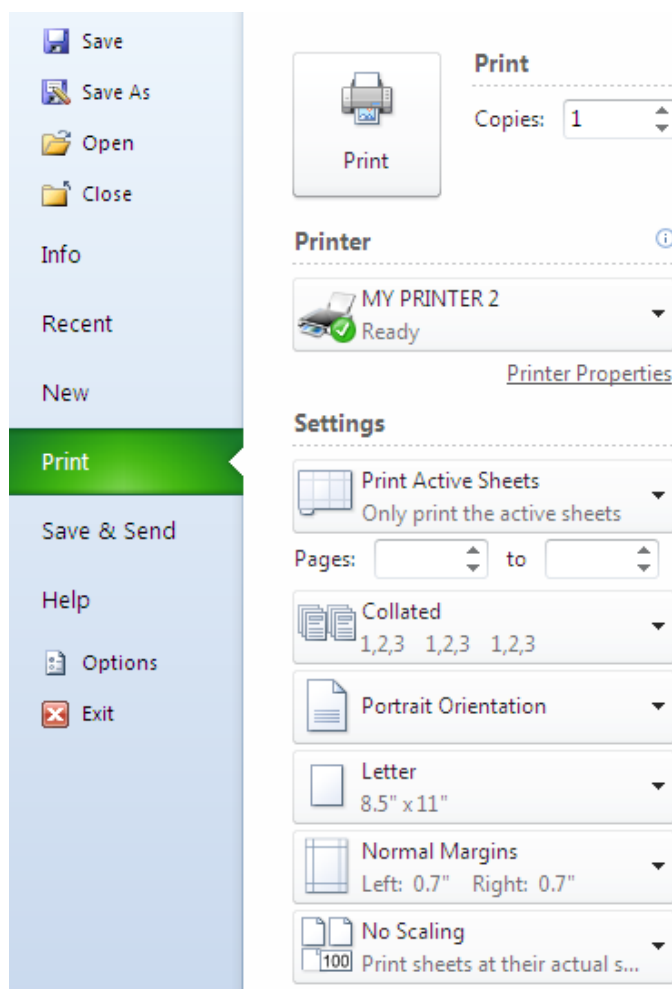 Save
Save As
Open
Close
Info
Recent
New
Print
Save & Send
Help
Options
Exit
Print
Print
Copies: 1
Printer
MY PRINTER 2
Ready
Printer Properties
Settings
Print Active Sheets
Only print the active sheets
Pages: to
Collated
1,2,3 1,2,3 1,2,3
Portrait Orientation
Letter
8.5" x 11"
Normal Margins
Left: 0.7" Right: 0.7"
No Scaling
100
Print sheets at their actual s...